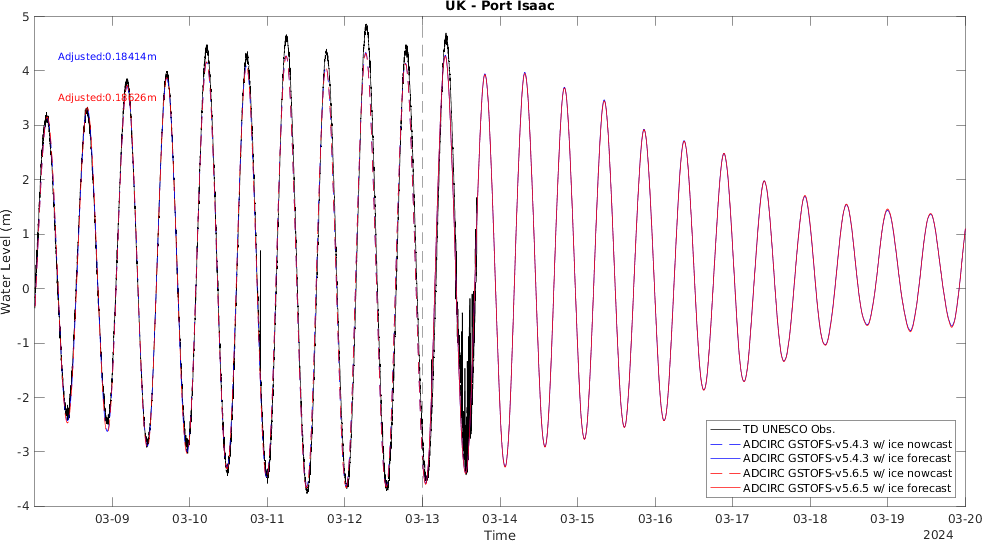 UK - Port Isaac
Water Level (m)
5
4
3
2
1
0
-1
-2
-3
-4
Adjusted:0.18414m
Adjusted:0.18626m
TD UNESCO Obs.
ADCIRC GSTOFS-v5.4.3 w/ ice nowcast
ADCIRC GSTOFS-v5.4.3 w/ ice forecast
ADCIRC GSTOFS-v5.6.5 w/ ice nowcast
ADCIRC GSTOFS-v5.6.5 w/ ice forecast
03-09 03-10 03-11 03-12 03-13 03-14 03-15 03-16 03-17 03-18 03-19 03-20
Time
2024